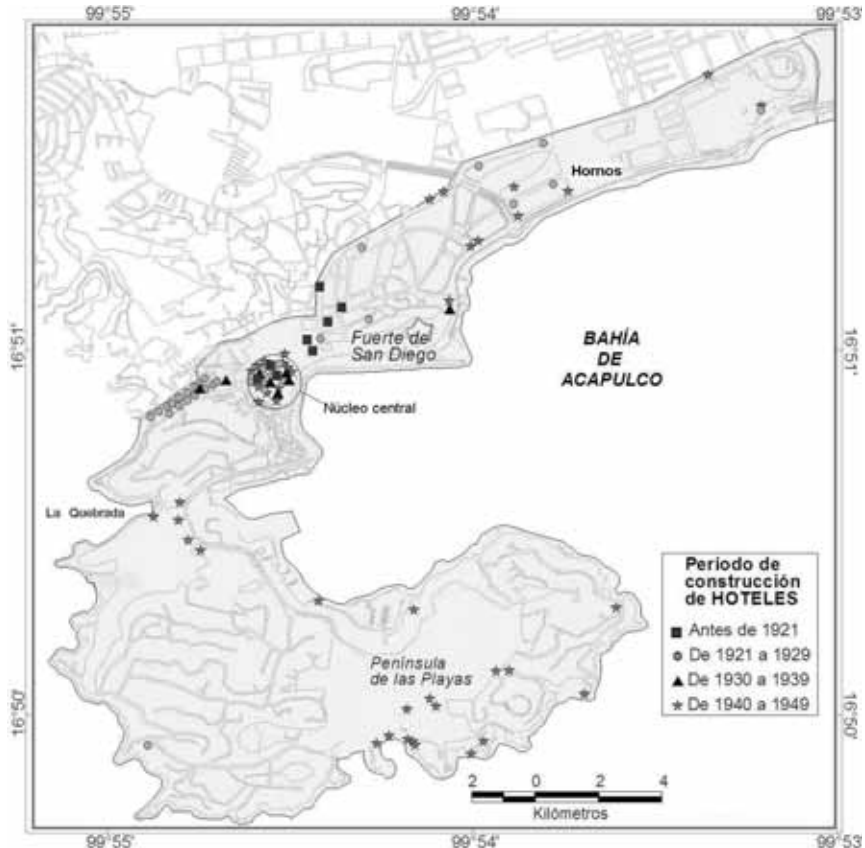 99°55'
99°54'
99°53'
Hornos
16°51'
16°51'
Fuerte de
San Diego
BAHÍA
DE
ACAPULCO
Núcleo central
La Quebrada
Periodo de
construcción
de HOTELES
Antes de 1921
De 1921 a 1929
De 1930 a 1939
De 1940 a 1949
Península
de las Playas
16°50'
16°50'
2 0 2 4
Kilómetros
99°55'
99°54'
99°53'